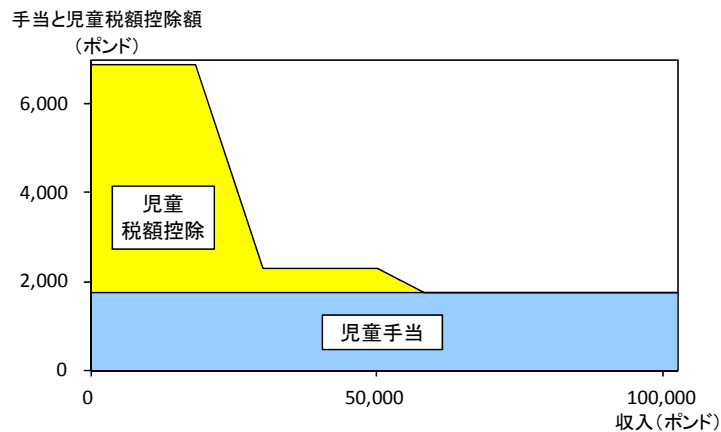 手当と児童税額控除額
（ポンド）
6,000
4,000
2,000
0
児童
税額控除
児童手当
0
50,000
100,000
収入（ポンド）